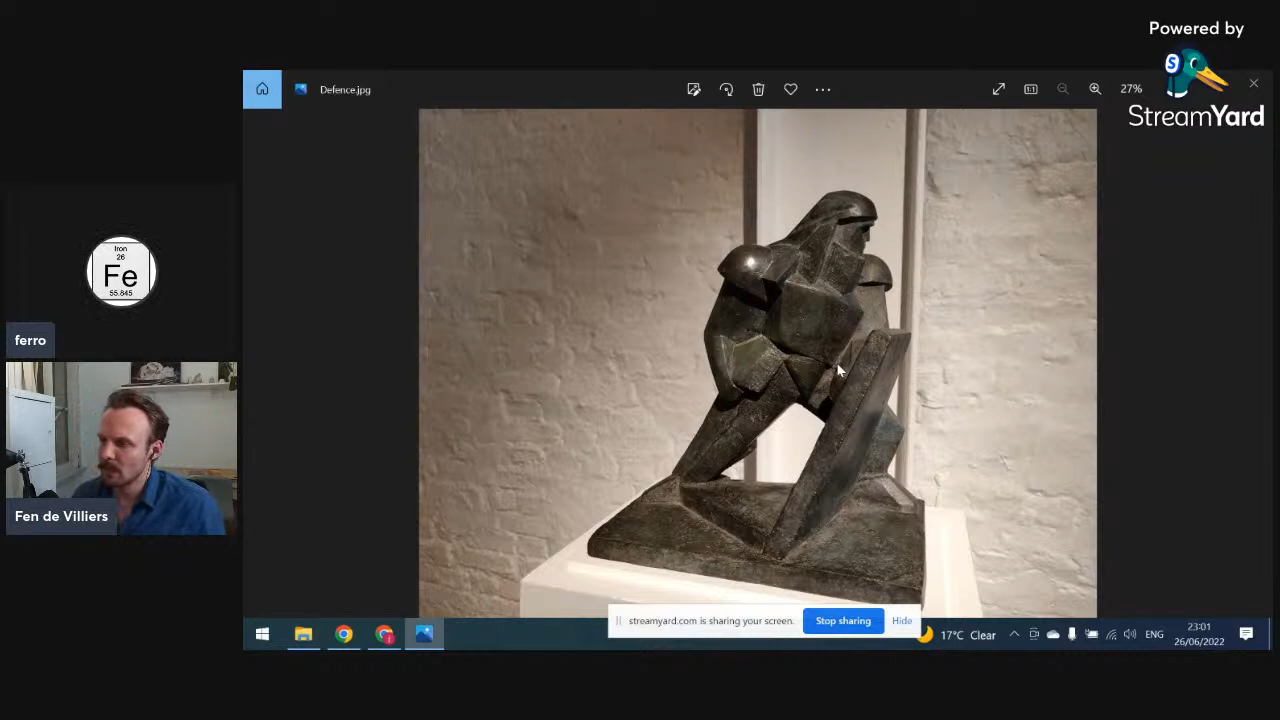 Powered by
StreamYard
Defence.jpg
27%
Iron
26
Fe
55.845
ferro
Fen de Villiers
streamyard.com is sharing your screen.
Stop sharing
Hide
17°C Clear
ENG
23:01
26/06/2022